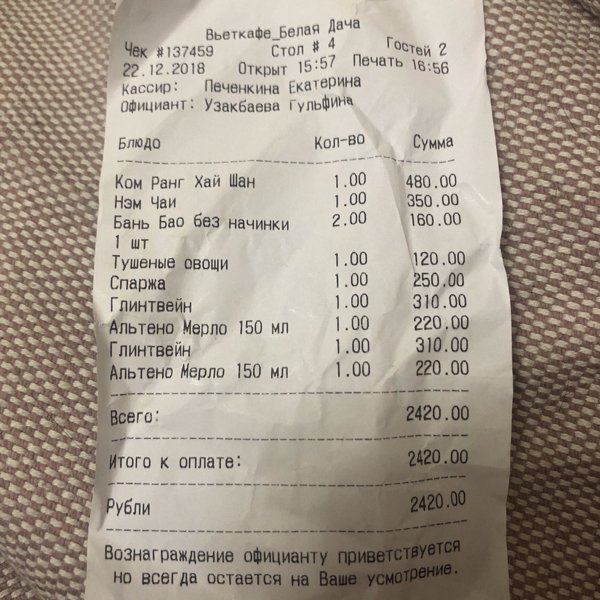 Вьеткафе_Белая Дача
Чек #137459 Стол # 4 Гостей 2
22.12.2018 Открыт 15:57 Печать 16:56
Кассир: Печенкина Екатерина
Официант: Узакбаева Гульфина
Блюдо Кол-во Сумма
Ком Ранг Хай Шан 1.00 480.00
Нэм Чаи 1.00 350.00
Бань Бао без начинки 2.00 160.00
1 шт
Тушеные овощи 1.00 120.00
Спаржа 1.00 250.00
Глинтвейн 1.00 310.00
Альтено Мерло 150 мл 1.00 220.00
Глинтвейн 1.00 310.00
Альтено Мерло 150 мл 1.00 220.00
Всего: 2420.00
Итого к оплате: 2420.00
Рубли 2420.00
Вознаграждение официанту приветствуется
но всегда остается на Ваше усмотрение.